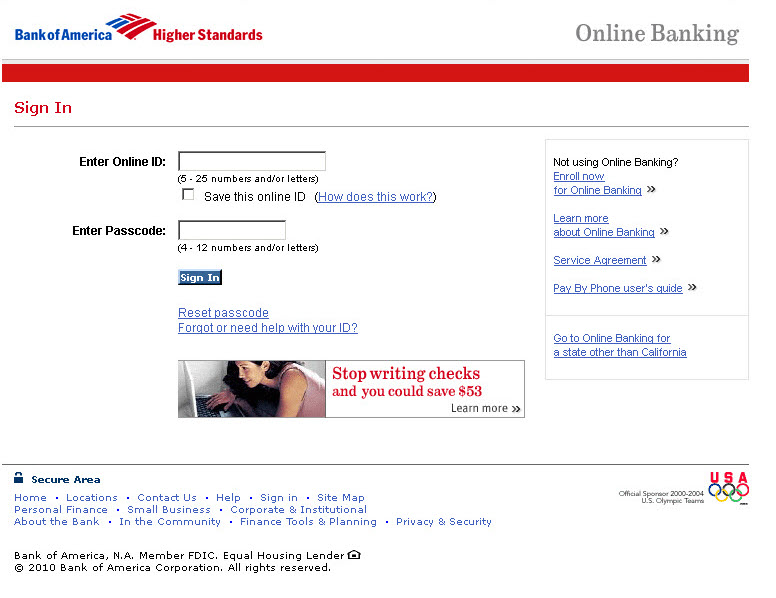 Bank of America Higher Standards
Online Banking
Sign In
Enter Online ID:
(5 - 25 numbers and/or letters)
Save this online ID (How does this work?)
Enter Passcode:
(4 - 12 numbers and/or letters)
Sign In
Reset passcode
Forgot or need help with your ID?
Stop writing checks
and you could save $53
Learn more »
Not using Online Banking?
Enroll now
for Online Banking »
Learn more
about Online Banking »
Service Agreement »
Pay By Phone user's guide »
Go to Online Banking for
a state other than California
Secure Area
Home • Locations • Contact Us • Help • Sign in • Site Map
Personal Finance • Small Business • Corporate & Institutional
About the Bank • In the Community • Finance Tools & Planning • Privacy & Security
Official Sponsor 2000-2004
U.S. Olympic Teams
USA
Bank of America, N.A. Member FDIC. Equal Housing Lender
© 2010 Bank of America Corporation. All rights reserved.